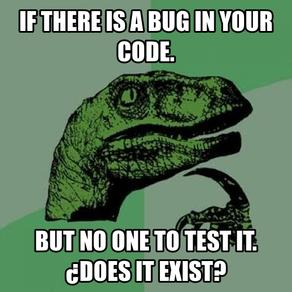 IF THERE IS A BUG IN YOUR
CODE.
BUT NO ONE TO TEST IT.
¿DOES IT EXIST?